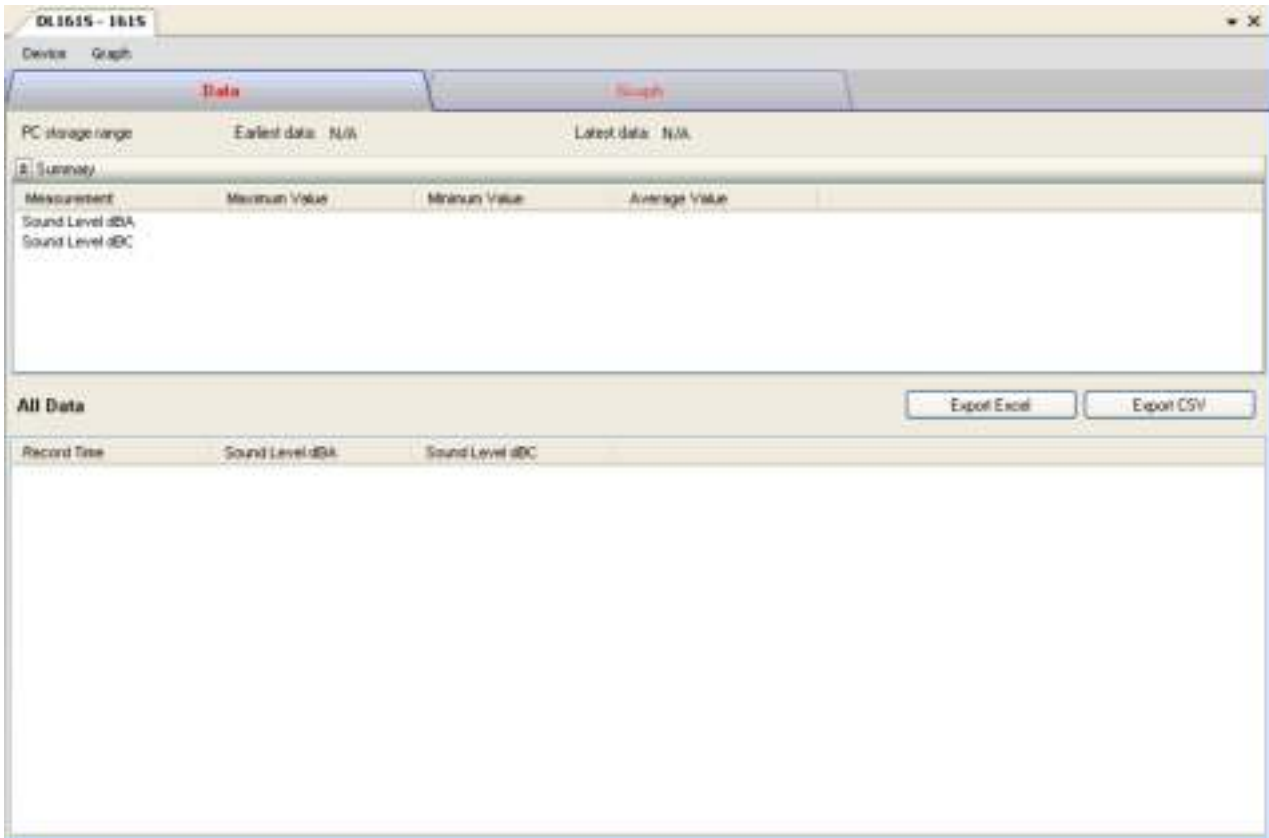 DL161S - 161S
Device Graph
Data Graph
PC storage range Earliest data N/A Latest data N/A
Summary
Measurement Maximum Value Minimum Value Average Value
Sound Level dBA
Sound Level dBC
All Data Export Excel Export CSV
Record Time Sound Level dBA Sound Level dBC